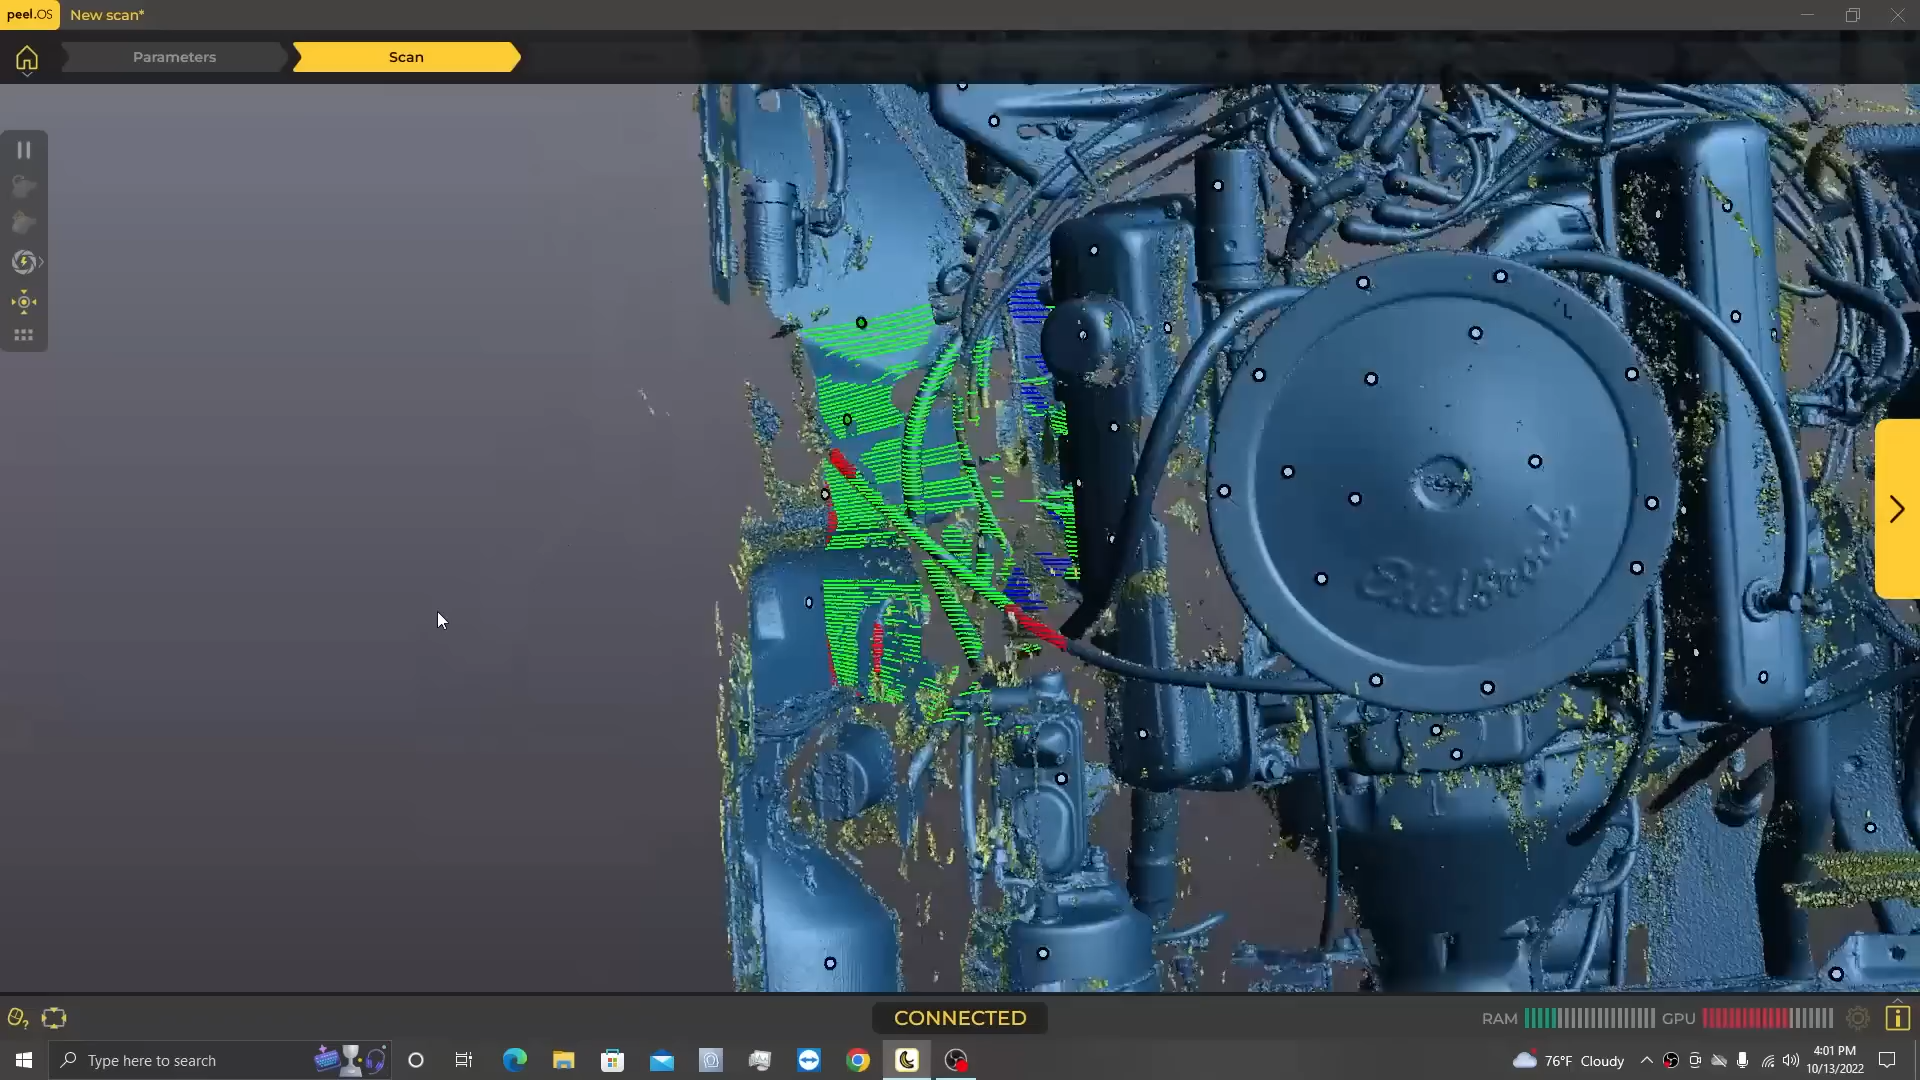 peel.OS New scan*
Parameters Scan
Edelbrock
CONNECTED
RAM GPU
Type here to search
76°F Cloudy
4:01 PM
10/13/2022